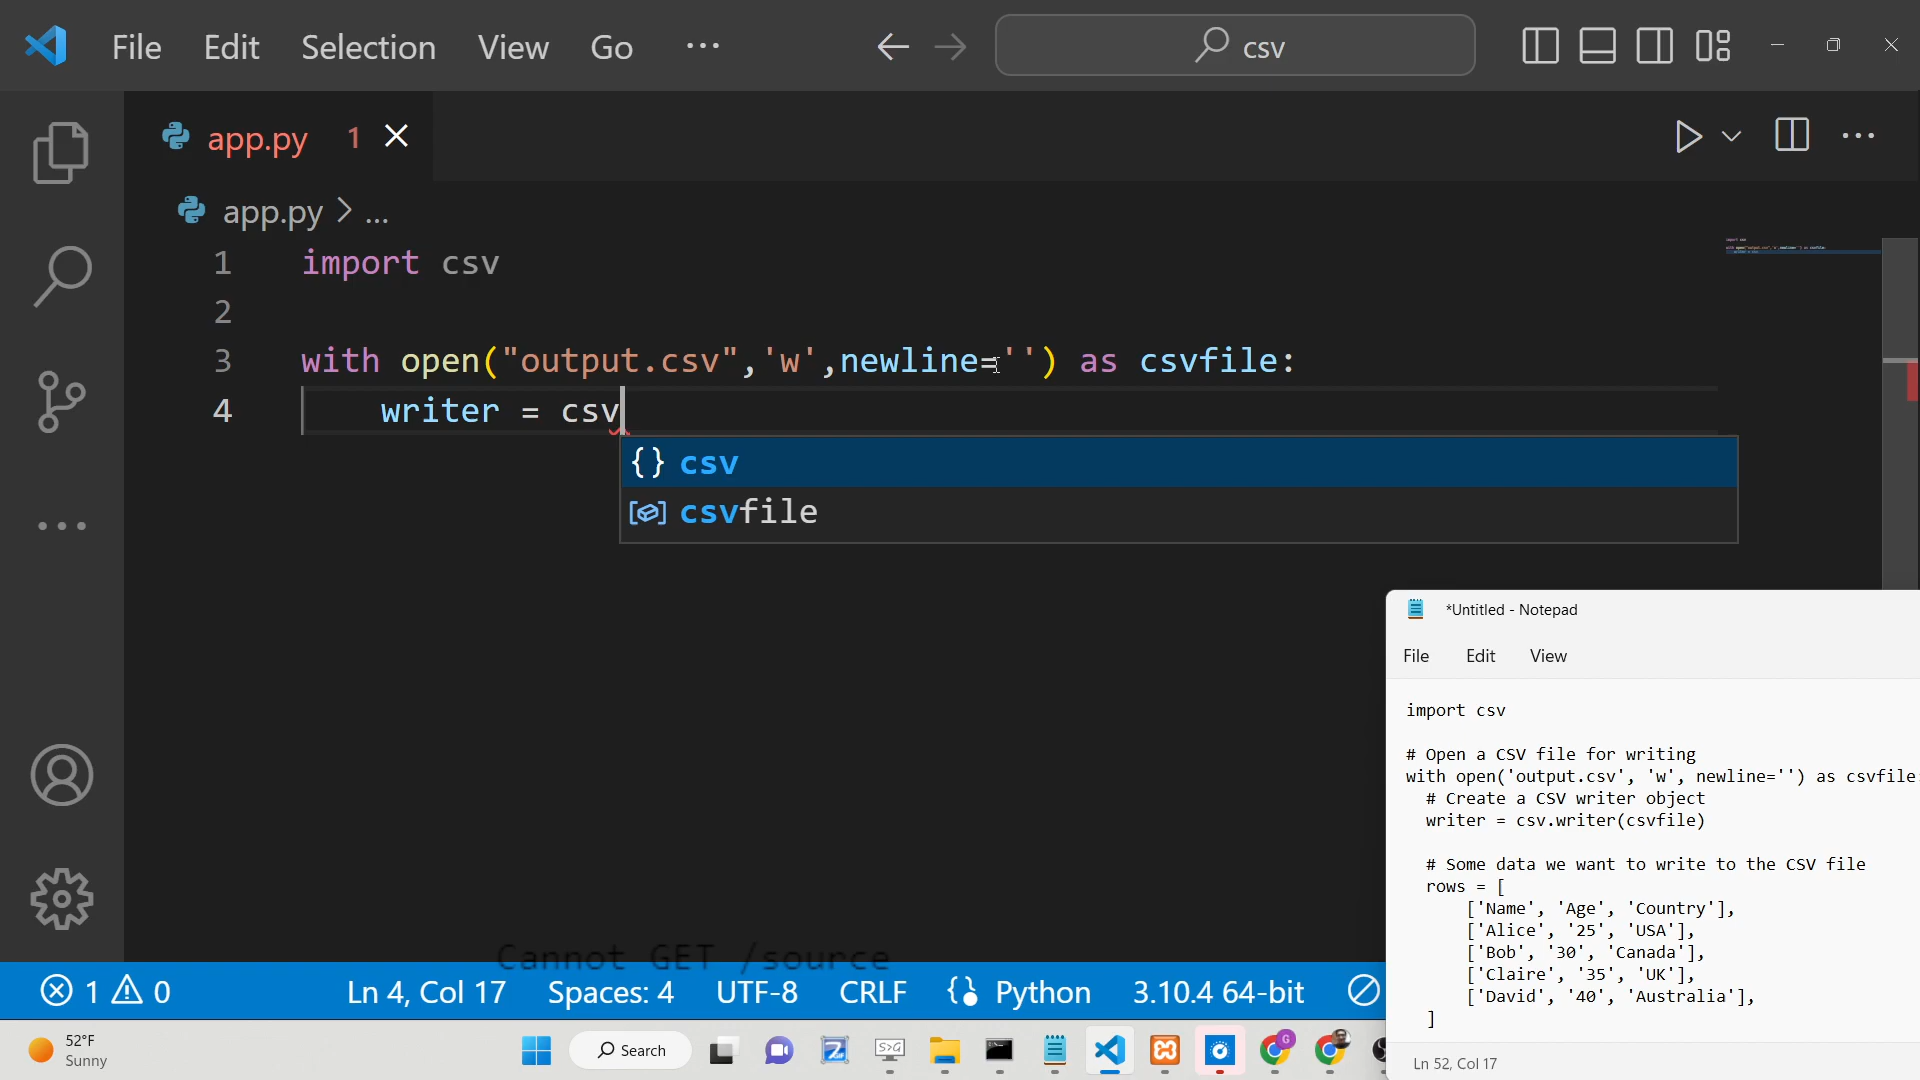 File Edit Selection View Go ... csv
app.py 1
app.py > ...
1 import csv
2
3 with open("output.csv",'w',newline='') as csvfile:
4 writer = csv
{} csv
csvfile
*Untitled - Notepad
File Edit View
import csv
# Open a CSV file for writing
with open('output.csv', 'w', newline='') as csvfile
# Create a CSV writer object
writer = csv.writer(csvfile)
# Some data we want to write to the CSV file
rows = [
['Name', 'Age', 'Country'],
['Alice', '25', 'USA'],
['Bob', '30', 'Canada'],
['Claire', '35', 'UK'],
['David', '40', 'Australia'],
]
Ln 52, Col 17
Cannot GET /source
1 0 Ln 4, Col 17 Spaces: 4 UTF-8 CRLF {} Python 3.10.4 64-bit
52°F
Sunny
Search